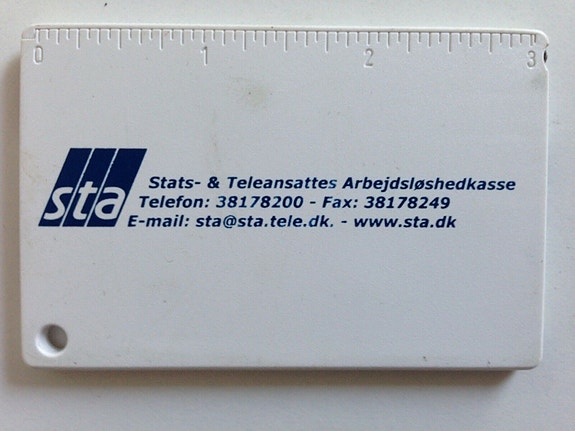 0 1 2 3
sta
Stats- & Teleansattes Arbejdsløshedkasse
Telefon: 38178200 - Fax: 38178249
E-mail: sta@sta.tele.dk. - www.sta.dk